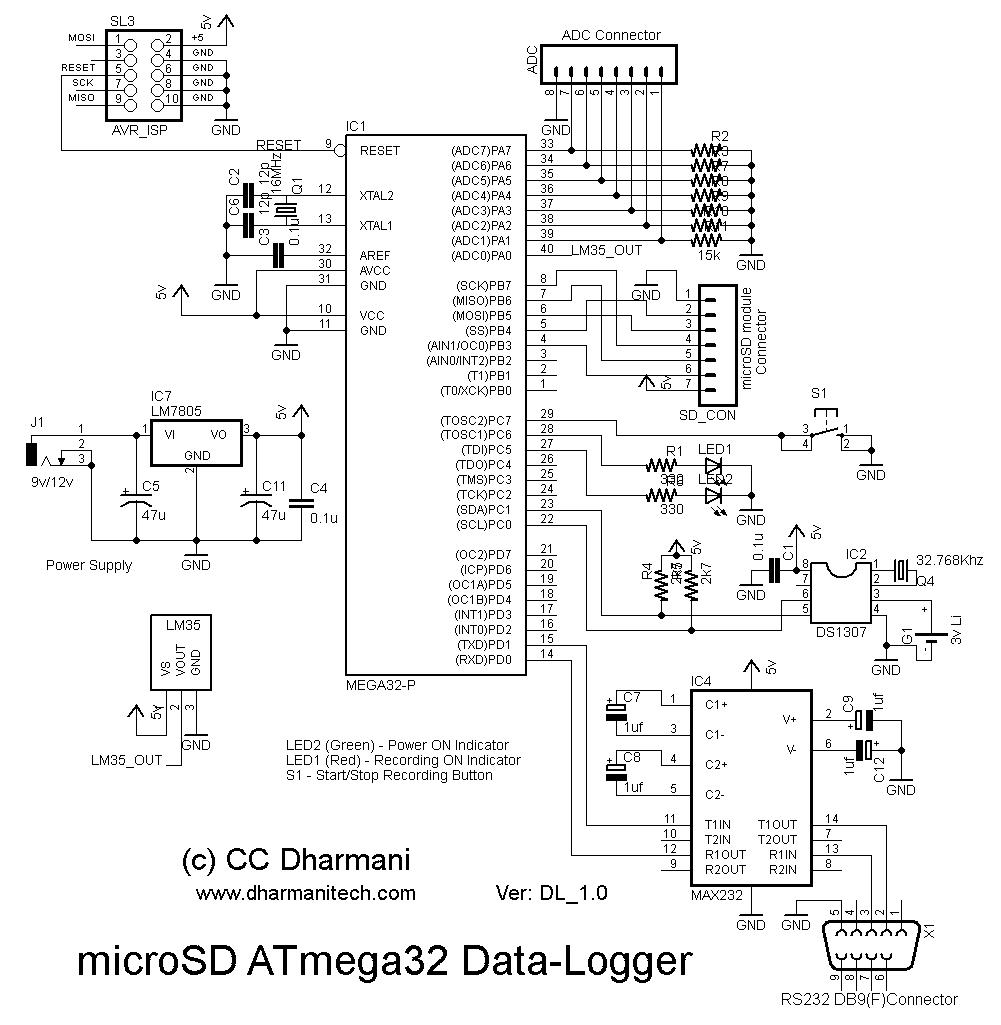 SL3
MOSI 1 2 +5 5v
3 4 GND
RESET 5 6 GND
SCK 7 8 GND
MISO 9 10 GND
AVR_ISP GND
ADC Connector
ADC
8 7 6 5 4 3 2 1
GND
IC1
RESET 9 RESET
C2 12p
C6 12p
16MHz Q1
C3 0.1u
12 XTAL2
13 XTAL1
32 AREF
30 AVCC
31 GND
10 VCC
11 GND
GND
5v
GND
(ADC7)PA7 33
(ADC6)PA6 34
(ADC5)PA5 35
(ADC4)PA4 36
(ADC3)PA3 37
(ADC2)PA2 38
(ADC1)PA1 39
(ADC0)PA0 40 LM35_OUT
R2
15k
GND
(SCK)PB7 8
(MISO)PB6 7
(MOSI)PB5 6
(SS)PB4 5
(AIN1/OC0)PB3 4
(AIN0/INT2)PB2 3
(T1)PB1 2
(T0/XCK)PB0 1
GND
5v
1
2
3
4
5
6
7
SD_CON
microSD module
Connector
(TOSC2)PC7 29
(TOSC1)PC6 28
(TDI)PC5 27
(TDO)PC4 26
(TMS)PC3 25
(TCK)PC2 24
(SDA)PC1 23
(SCL)PC0 22
S1
3 1
4 2
GND
R1 LED1
330 LED2
330
GND
(OC2)PD7 21
(ICP)PD6 20
(OC1A)PD5 19
(OC1B)PD4 18
(INT1)PD3 17
(INT0)PD2 16
(TXD)PD1 15
(RXD)PD0 14
MEGA32-P
R4 5v
2k7
0.1u C1 5v
GND
IC2
8 1
7 2
6 3
5 4
DS1307
32.768Khz
Q4
G1 + -
3v Li
GND
IC7
LM7805
J1
1
2
3
9v/12v
1 VI VO 3
GND
2
5v
C5
47u
C11
47u
C4
0.1u
GND
Power Supply
LM35
VS VOUT GND
1 2 3
5v
GND
LM35_OUT
LED2 (Green) - Power ON Indicator
LED1 (Red) - Recording ON Indicator
S1 - Start/Stop Recording Button
IC4
5v
C7
1uf
C8
1uf
1 C1+
3 C1-
4 C2+
5 C2-
V+ 2
V- 6
C9 1uf
1uf C12
GND
11 T1IN T1OUT 14
10 T2IN T2OUT 7
12 R1OUT R1IN 13
9 R2OUT R2IN 8
MAX232
GND
GND
5 4 3 2 1
X1
9 8 7 6
RS232 DB9(F)Connector
(c) CC Dharmani
www.dharmanitech.com
Ver: DL_1.0
microSD ATmega32 Data-Logger